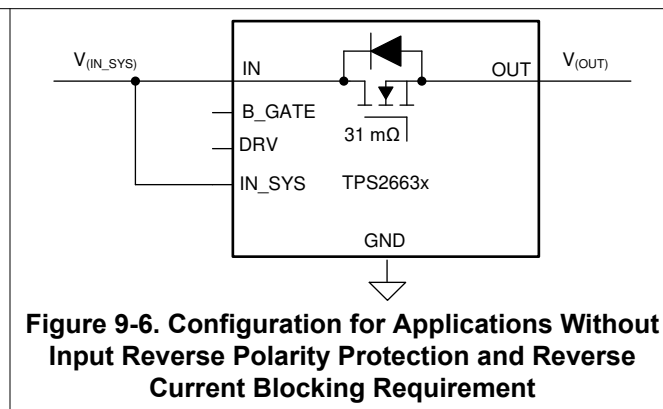 V(IN_SYS)
IN
OUT
V(OUT)
B_GATE
31 mΩ
DRV
IN_SYS
TPS2663x
GND
Figure 9-6. Configuration for Applications Without
Input Reverse Polarity Protection and Reverse
Current Blocking Requirement